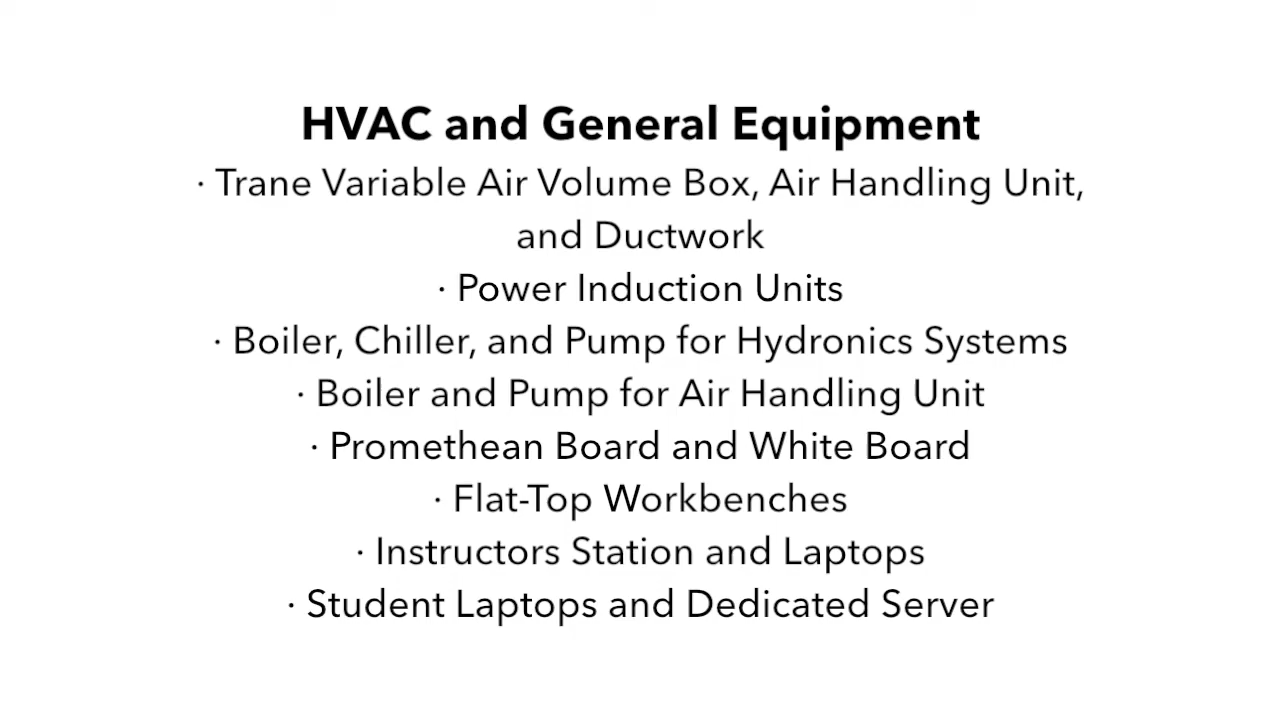 HVAC and General Equipment
· Trane Variable Air Volume Box, Air Handling Unit,
and Ductwork
· Power Induction Units
· Boiler, Chiller, and Pump for Hydronics Systems
· Boiler and Pump for Air Handling Unit
· Promethean Board and White Board
· Flat-Top Workbenches
· Instructors Station and Laptops
· Student Laptops and Dedicated Server